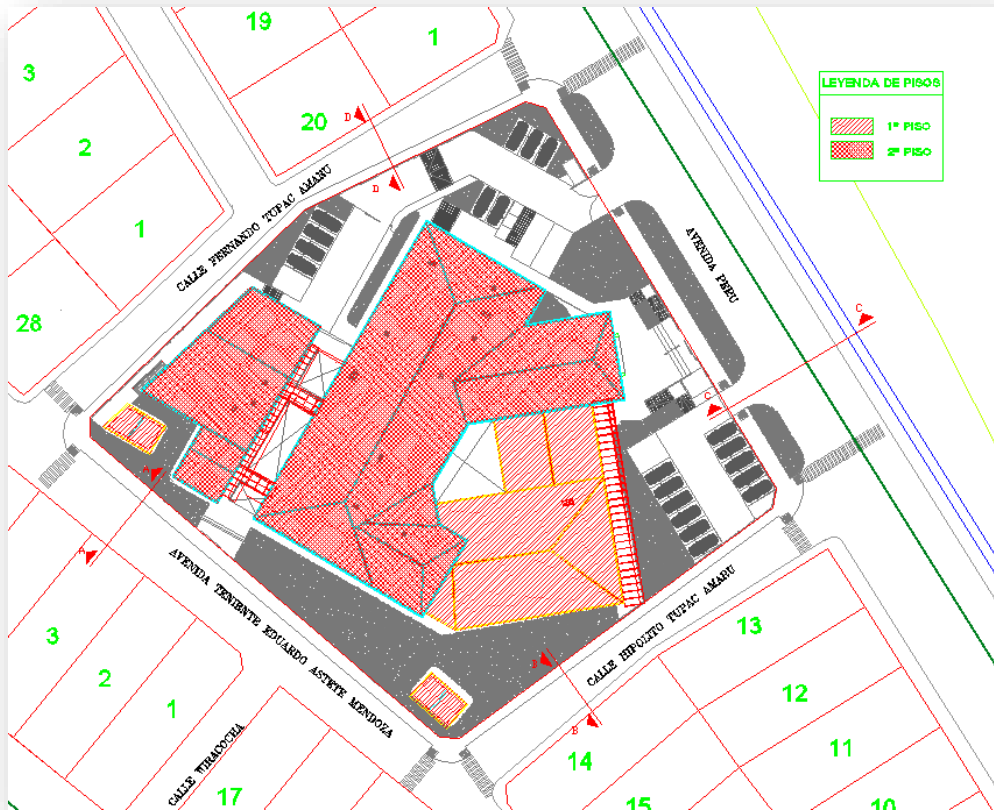 19
1
3
LEYENDA DE PISOS
1º PISO
20
D
2º PISO
2
CALLE FERNANDO TUPAC AMARU
D
1
AVENIDA PERU
28
C
C
A
A
AVENIDA TENIENTE EDUARDO ASTETE MENDOZA
CALLE HIPOLITO TUPAC AMARU
13
3
B
2
12
1
B
CALLE WIRACOCHA
14
11
17
15
10